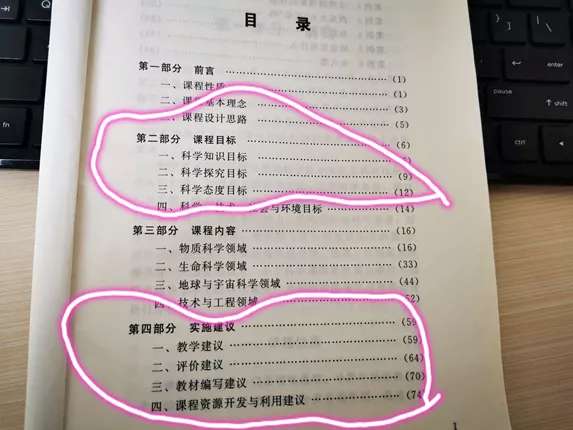 目 录
第一部分 前言 (1)
一、课程性 (1)
二、课 基本理念 (3)
三、课程设计思路 (5)
第二部分 课程目标 (6)
一、科学知识目标
二、科学探究目标 (9)
三、科学态度目标 (12)
四、科学、技术 会与环境目标 (14)
第三部分 课程内容 (16)
一、物质科学领域 (16)
二、生命科学领域 (33)
三、地球与宇宙科学领域 (44)
四、技术与工程领域 52)
第四部分 实施建议 (59
一、教学建议 (59
二、评价建议 (64)
三、教材编写建议 (70)
四、课程资源开发与利用建议 (74
fn
pause
shift
ctrl